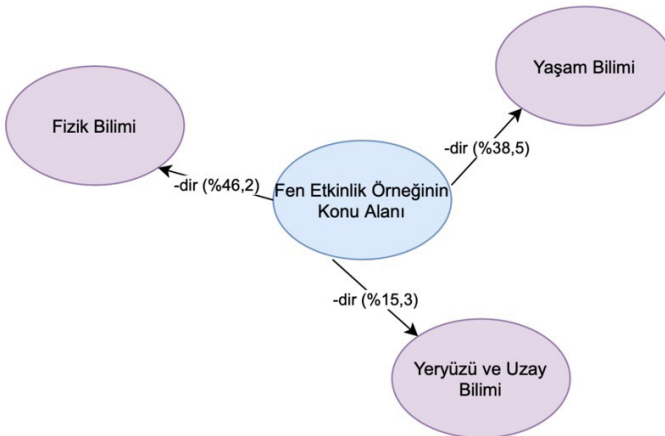 Yaşam Bilimi
Fizik Bilimi
-dir (%38,5)
-dir (%46,2)
Fen Etkinlik Örneğinin
Konu Alanı
-dir (%15,3)
Yeryüzü ve Uzay
Bilimi